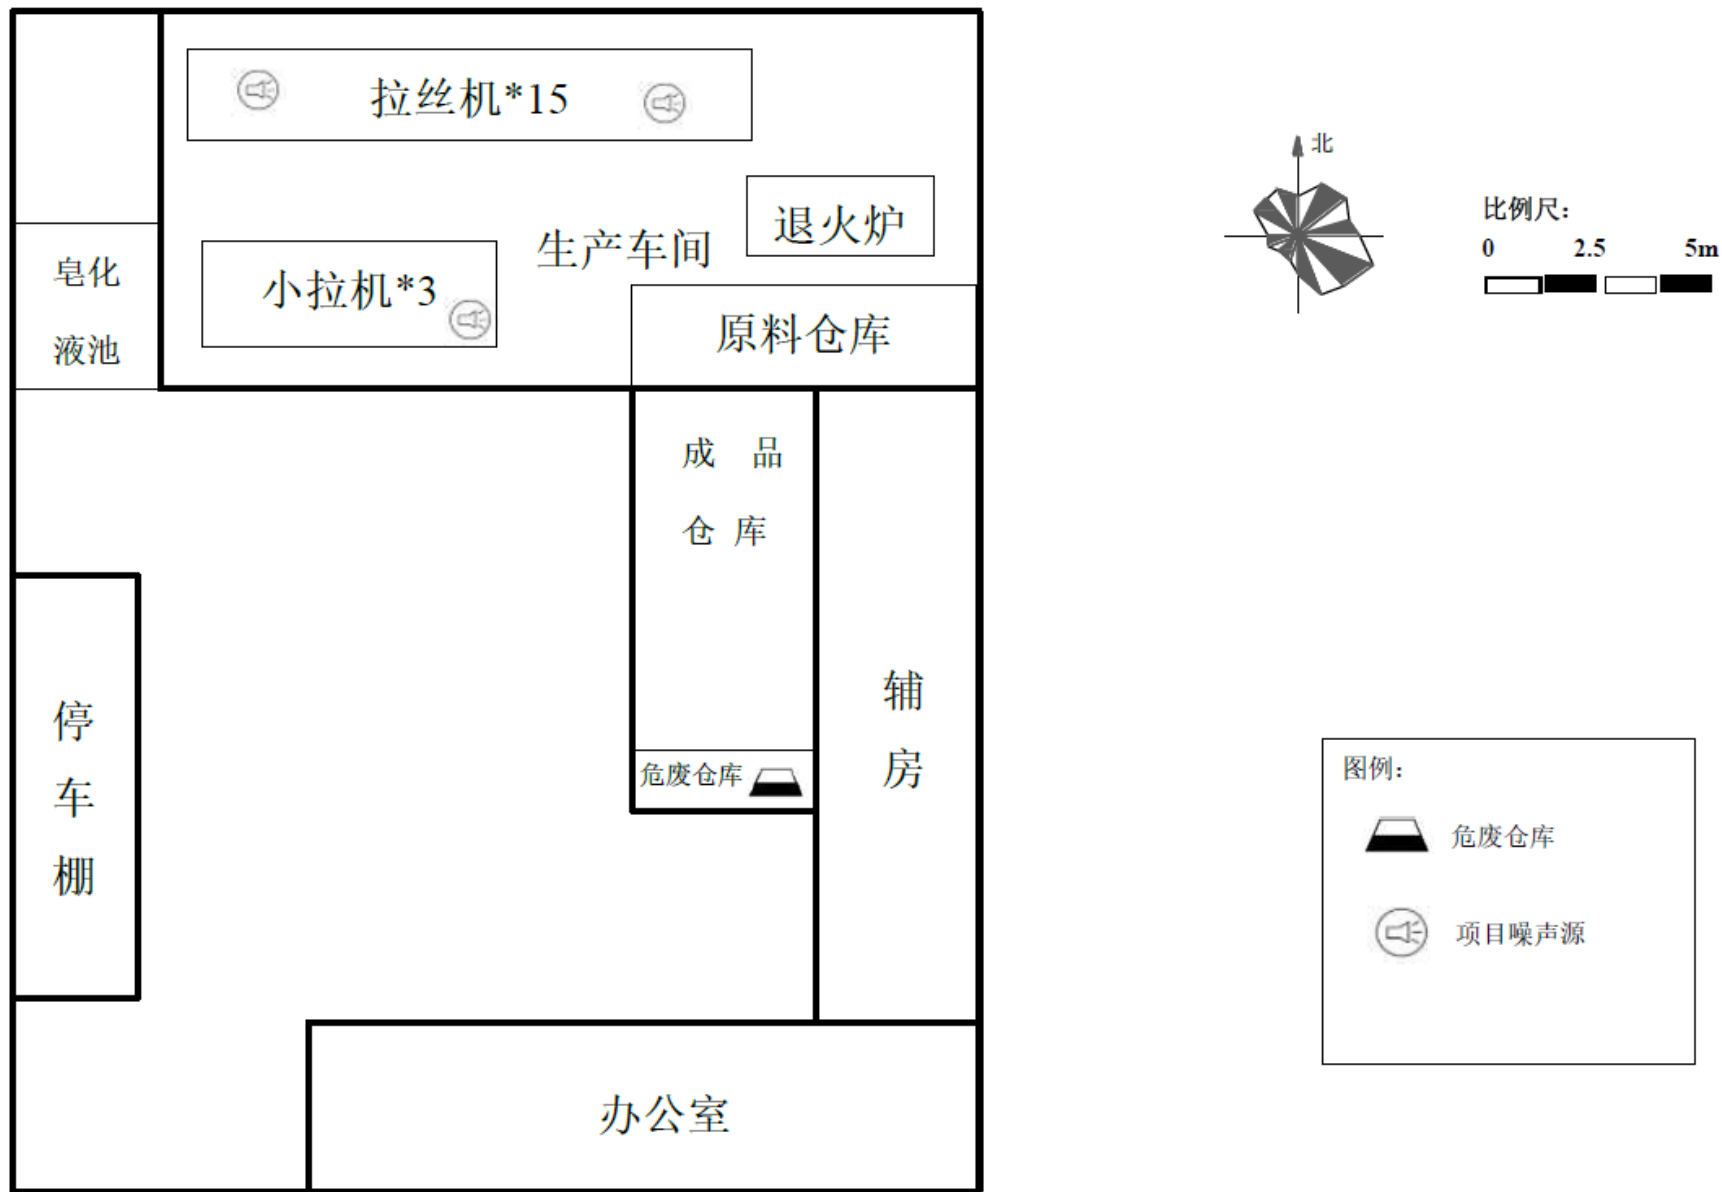 拉丝机*15
北
比例尺：
0 2.5 5m
退火炉
生产车间
皂化
液池
小拉机*3
原料仓库
成 品
仓 库
停
车
棚
辅
房
危废仓库
图例：
危废仓库
项目噪声源
办公室